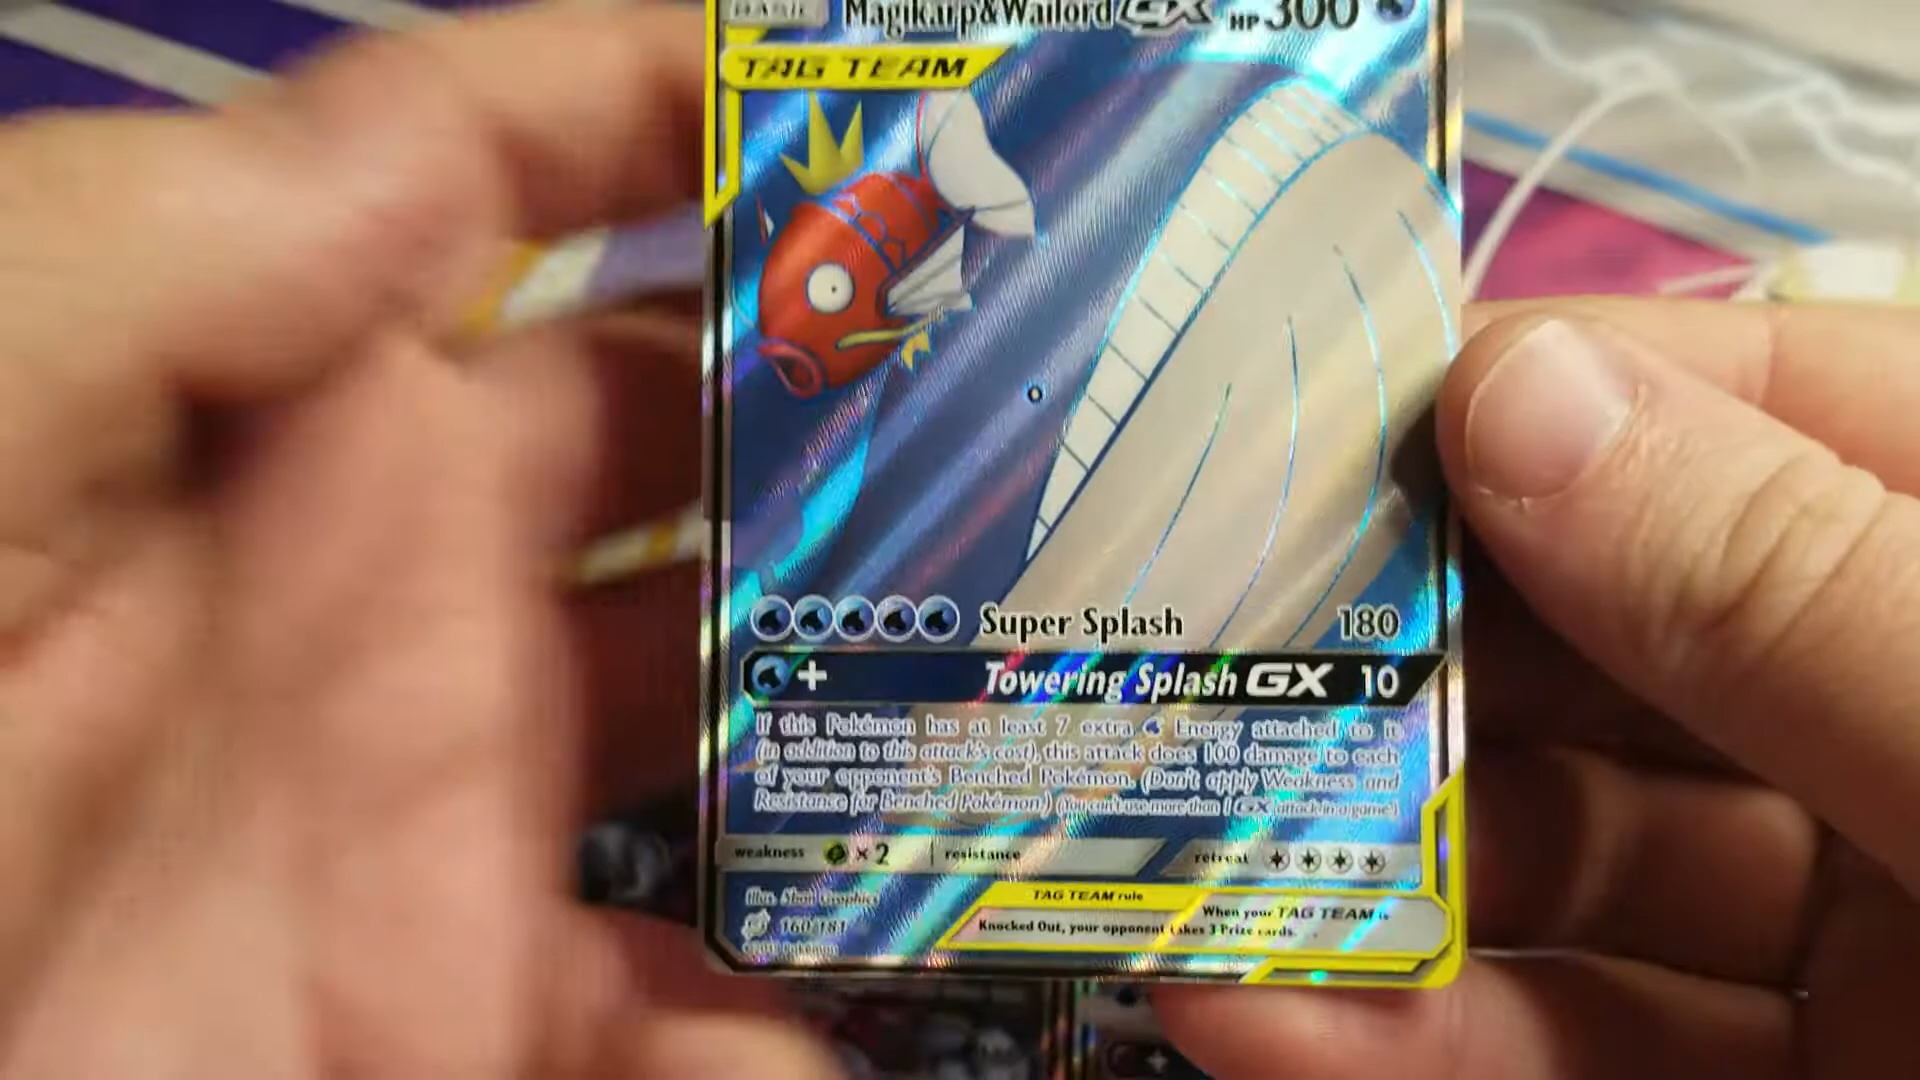 BASIC Magikarp&Wailord GX HP300
TAG TEAM
Super Splash 180
+ Towering Splash GX 10
If this Pokémon has at least 7 extra Energy attached to it
(in addition to this attack's cost), this attack does 100 damage to each
of your opponent's Benched Pokémon. (Don't apply Weakness and
Resistance for Benched Pokémon.) (You can't use more than 1 GX attack in a game.)
weakness ×2 resistance retreat
Illus. Sban Graphics
TAG TEAM rule
When your TAG TEAM is
160/181
Knocked Out, your opponent takes 3 Prize cards.
Pokémon